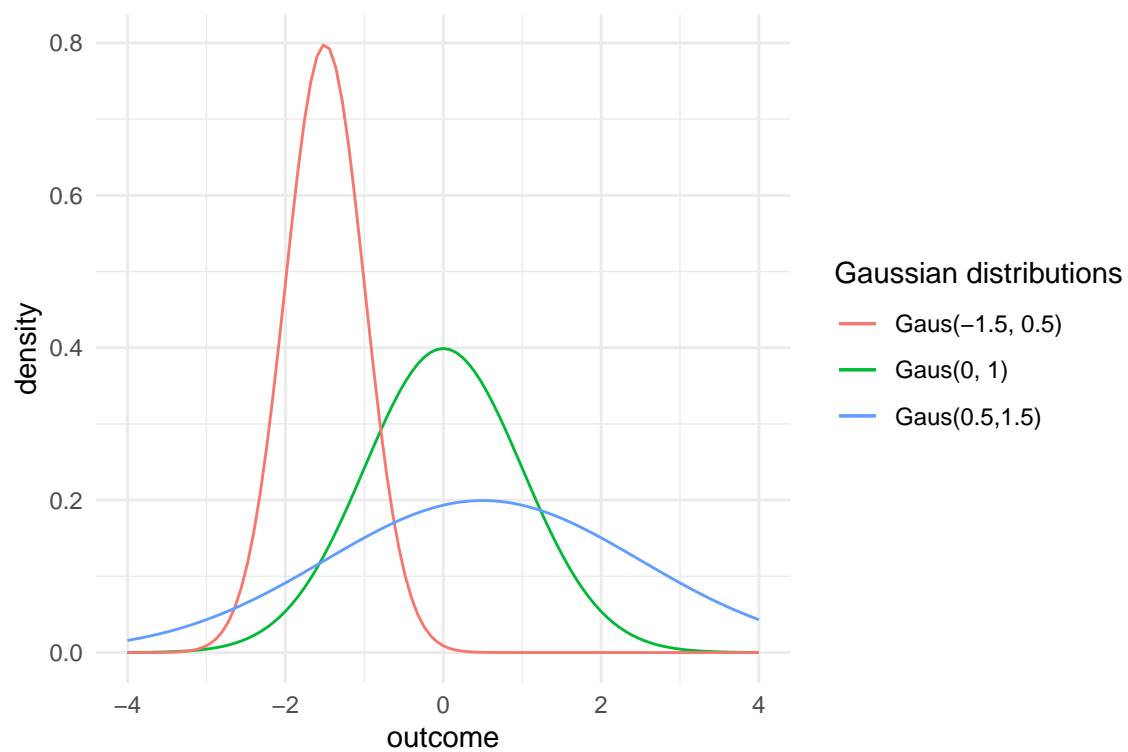 0.8
0.6
0.4
0.2
0.0
density
−4
−2
0
2
4
outcome
Gaussian distributions
Gaus(−1.5, 0.5)
Gaus(0, 1)
Gaus(0.5,1.5)